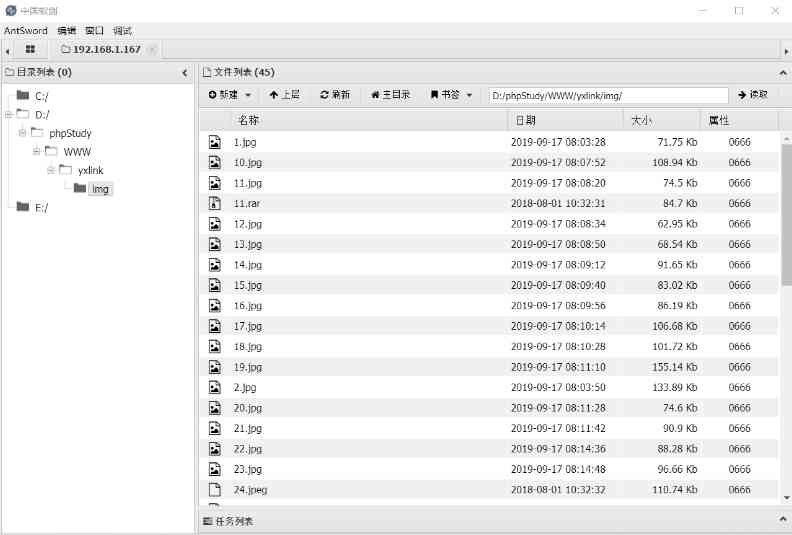 中国蚁剑
AntSword 编辑 窗口 调试
192.168.1.167
目录列表 (0)
C:/
D:/
phpStudy
WWW
yxlink
img
E:/
文件列表 (45)
新建 上层 刷新 主目录 书签 D:/phpStudy/WWW/yxlink/img/ 读取
名称 日期 大小 属性
1.jpg 2019-09-17 08:03:28 71.75 Kb 0666
10.jpg 2019-09-17 08:07:52 108.94 Kb 0666
11.jpg 2019-09-17 08:08:20 74.5 Kb 0666
11.rar 2018-08-01 10:32:31 84.7 Kb 0666
12.jpg 2019-09-17 08:08:34 62.95 Kb 0666
13.jpg 2019-09-17 08:08:50 68.54 Kb 0666
14.jpg 2019-09-17 08:09:12 91.65 Kb 0666
15.jpg 2019-09-17 08:09:40 83.02 Kb 0666
16.jpg 2019-09-17 08:09:56 86.19 Kb 0666
17.jpg 2019-09-17 08:10:14 106.68 Kb 0666
18.jpg 2019-09-17 08:10:28 101.72 Kb 0666
19.jpg 2019-09-17 08:11:10 155.14 Kb 0666
2.jpg 2019-09-17 08:03:50 133.89 Kb 0666
20.jpg 2019-09-17 08:11:28 74.6 Kb 0666
21.jpg 2019-09-17 08:11:42 90.9 Kb 0666
22.jpg 2019-09-17 08:14:36 88.28 Kb 0666
23.jpg 2019-09-17 08:14:48 96.66 Kb 0666
24.jpeg 2018-08-01 10:32:32 110.74 Kb 0666
任务列表